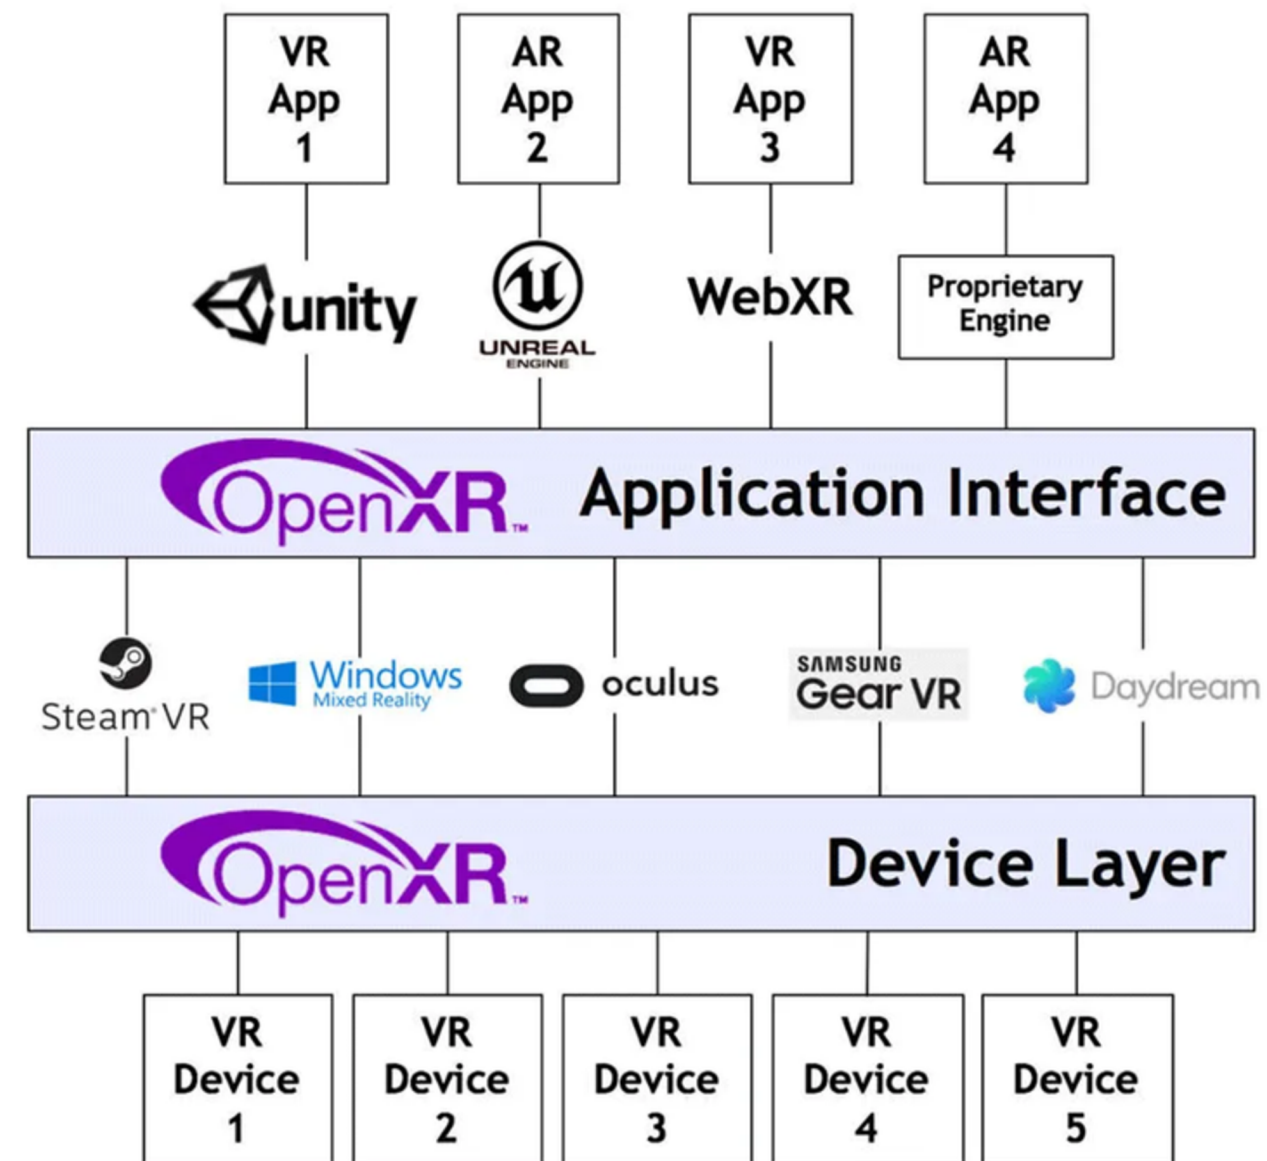 VR
App
1
AR
App
2
VR
App
3
AR
App
4
unity
UNREAL
ENGINE
WebXR
Proprietary
Engine
OpenXR™ Application Interface
Steam®VR
Windows
Mixed Reality
oculus
SAMSUNG
Gear VR
Daydream
OpenXR™ Device Layer
VR
Device
1
VR
Device
2
VR
Device
3
VR
Device
4
VR
Device
5